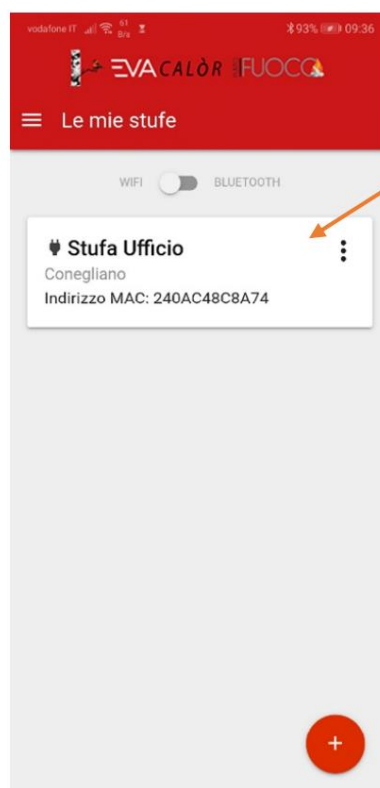 vodafone IT 61 B/s 93% 09:36
EVA CALÒR FUOCO
Le mie stufe
WIFI BLUETOOTH
Stufa Ufficio
Conegliano
Indirizzo MAC: 240AC48C8A74
+